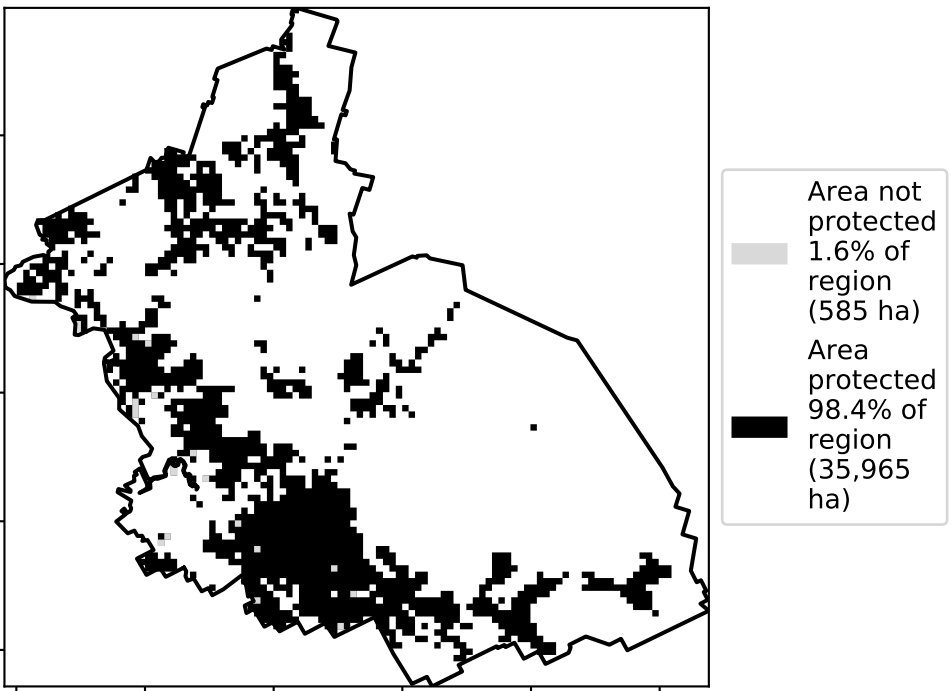 Area not
protected
1.6% of
region
(585 ha)
Area
protected
98.4% of
region
(35,965
ha)